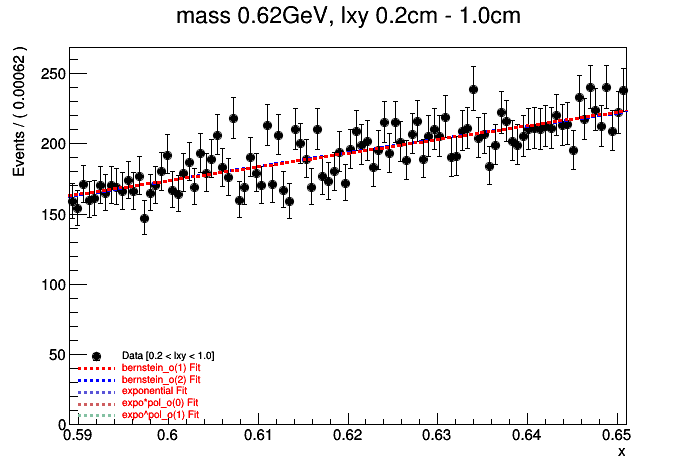 mass 0.62GeV, lxy 0.2cm - 1.0cm
Events / ( 0.00062 )
250
200
150
100
50
0
Data [0.2 < lxy < 1.0]
bernstein_o(1) Fit
bernstein_o(2) Fit
exponential Fit
expo*pol_o(0) Fit
expo^pol_o(1) Fit
0.59 0.6 0.61 0.62 0.63 0.64 0.65
x